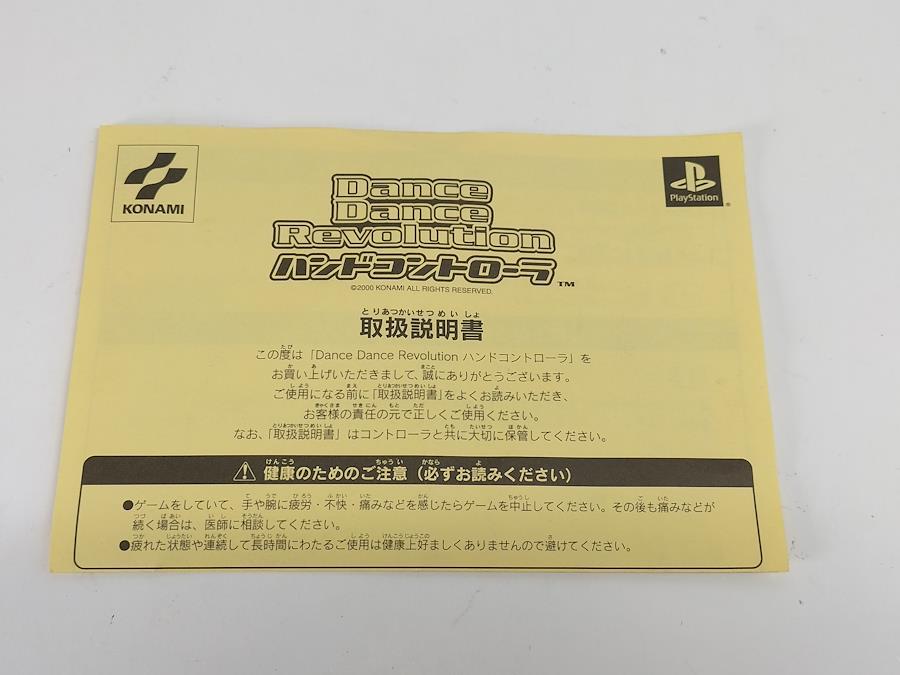 KONAMI
Dance
Dance
Revolution
ハンドコントローラ™
PlayStation®
©2000 KONAMI ALL RIGHTS RESERVED.
とりあつかいせつめいしょ
取扱説明書
この度は「Dance Dance Revolution ハンドコントローラ」を
お買い上げいただきまして、誠にありがとうございます。
ご使用になる前に「取扱説明書」をよくお読みいただき、
お客様の責任の元で正しくご使用ください。
なお、「取扱説明書」はコントローラと共に大切に保管してください。
⚠ 健康のためのご注意（必ずお読みください）
●ゲームをしていて、手や腕に疲労・不快・痛みなどを感じたらゲームを中止してください。その後も痛みなどが
続く場合は、医師に相談してください。
●疲れた状態や連続して長時間にわたるご使用は健康上好ましくありませんので避けてください。